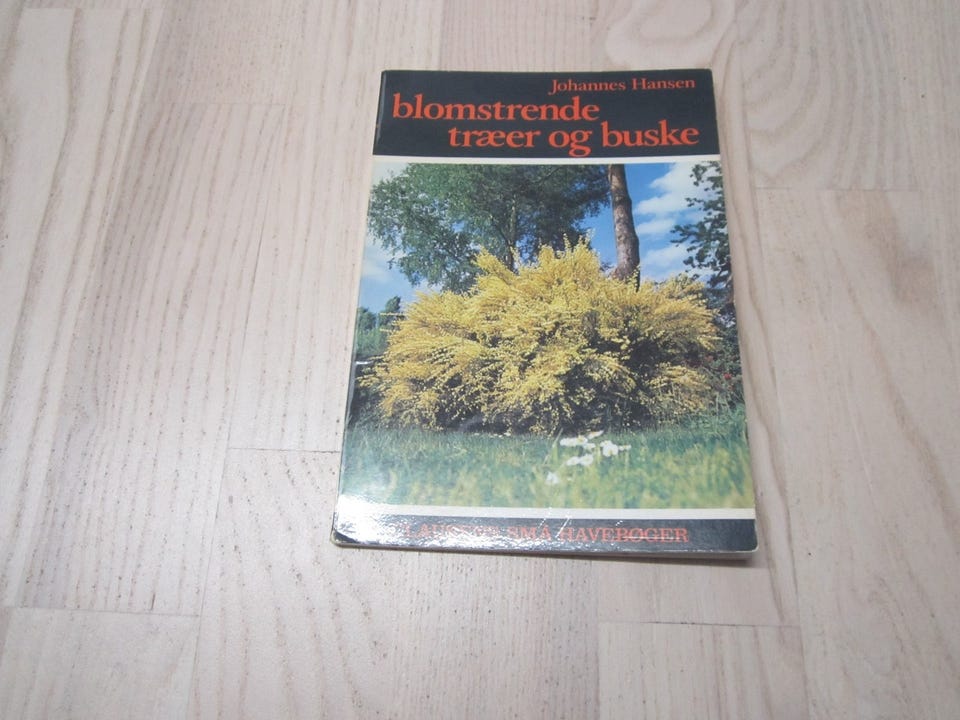 Johannes Hansen
blomstrende
træer og buske
SMÅ HAVEBØGER